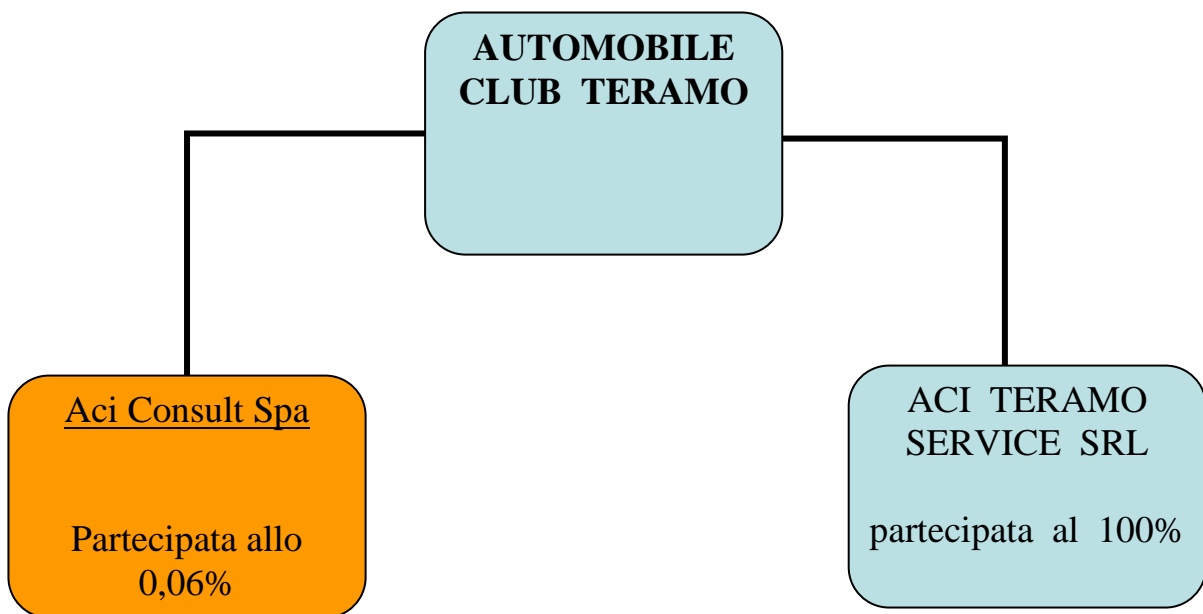 AUTOMOBILE
CLUB TERAMO
Aci Consult Spa
Partecipata allo
0,06%
ACI TERAMO
SERVICE SRL
partecipata al 100%